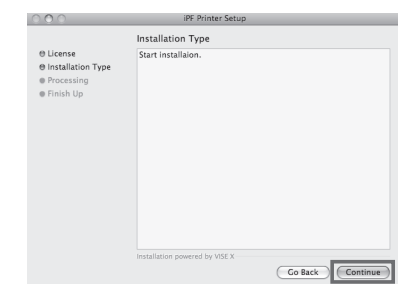 iPF Printer Setup
Installation Type
License
Installation Type
Processing
Finish Up
Start installaion.
Installation powered by VISE X
Go Back
Continue